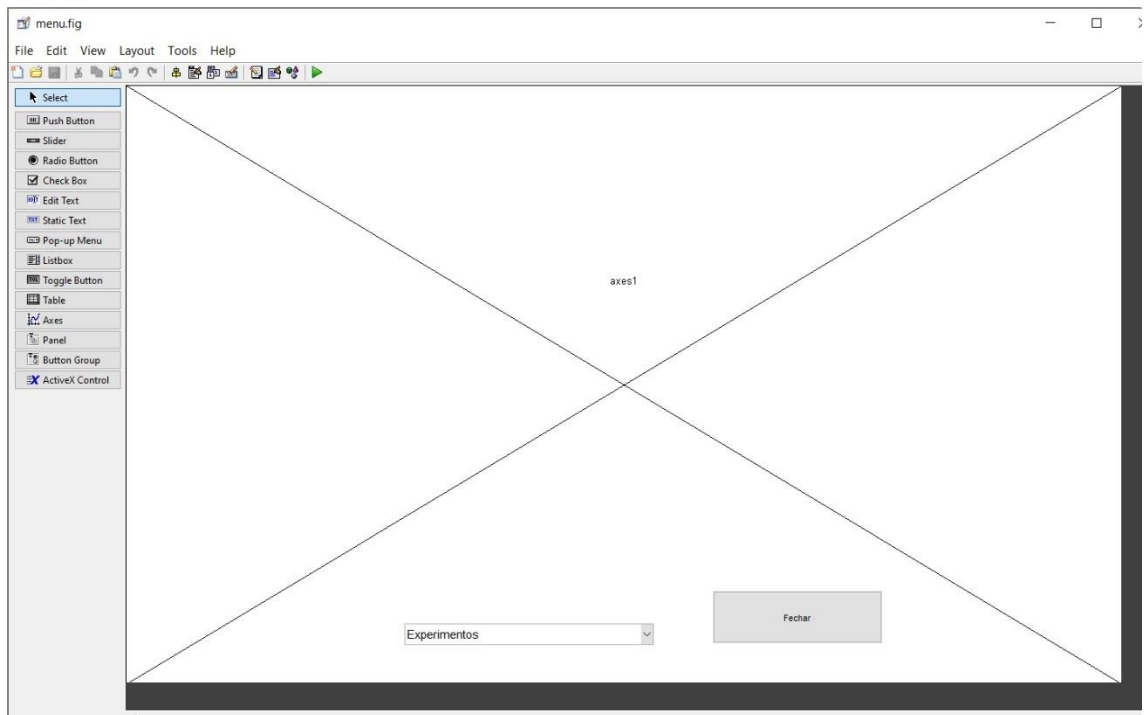 menu.fig
File Edit View Layout Tools Help
Select
Push Button
Slider
Radio Button
Check Box
Edit Text
Static Text
Pop-up Menu
Listbox
Toggle Button
Table
Axes
Panel
Button Group
ActiveX Control
axes1
Fechar
Experimentos